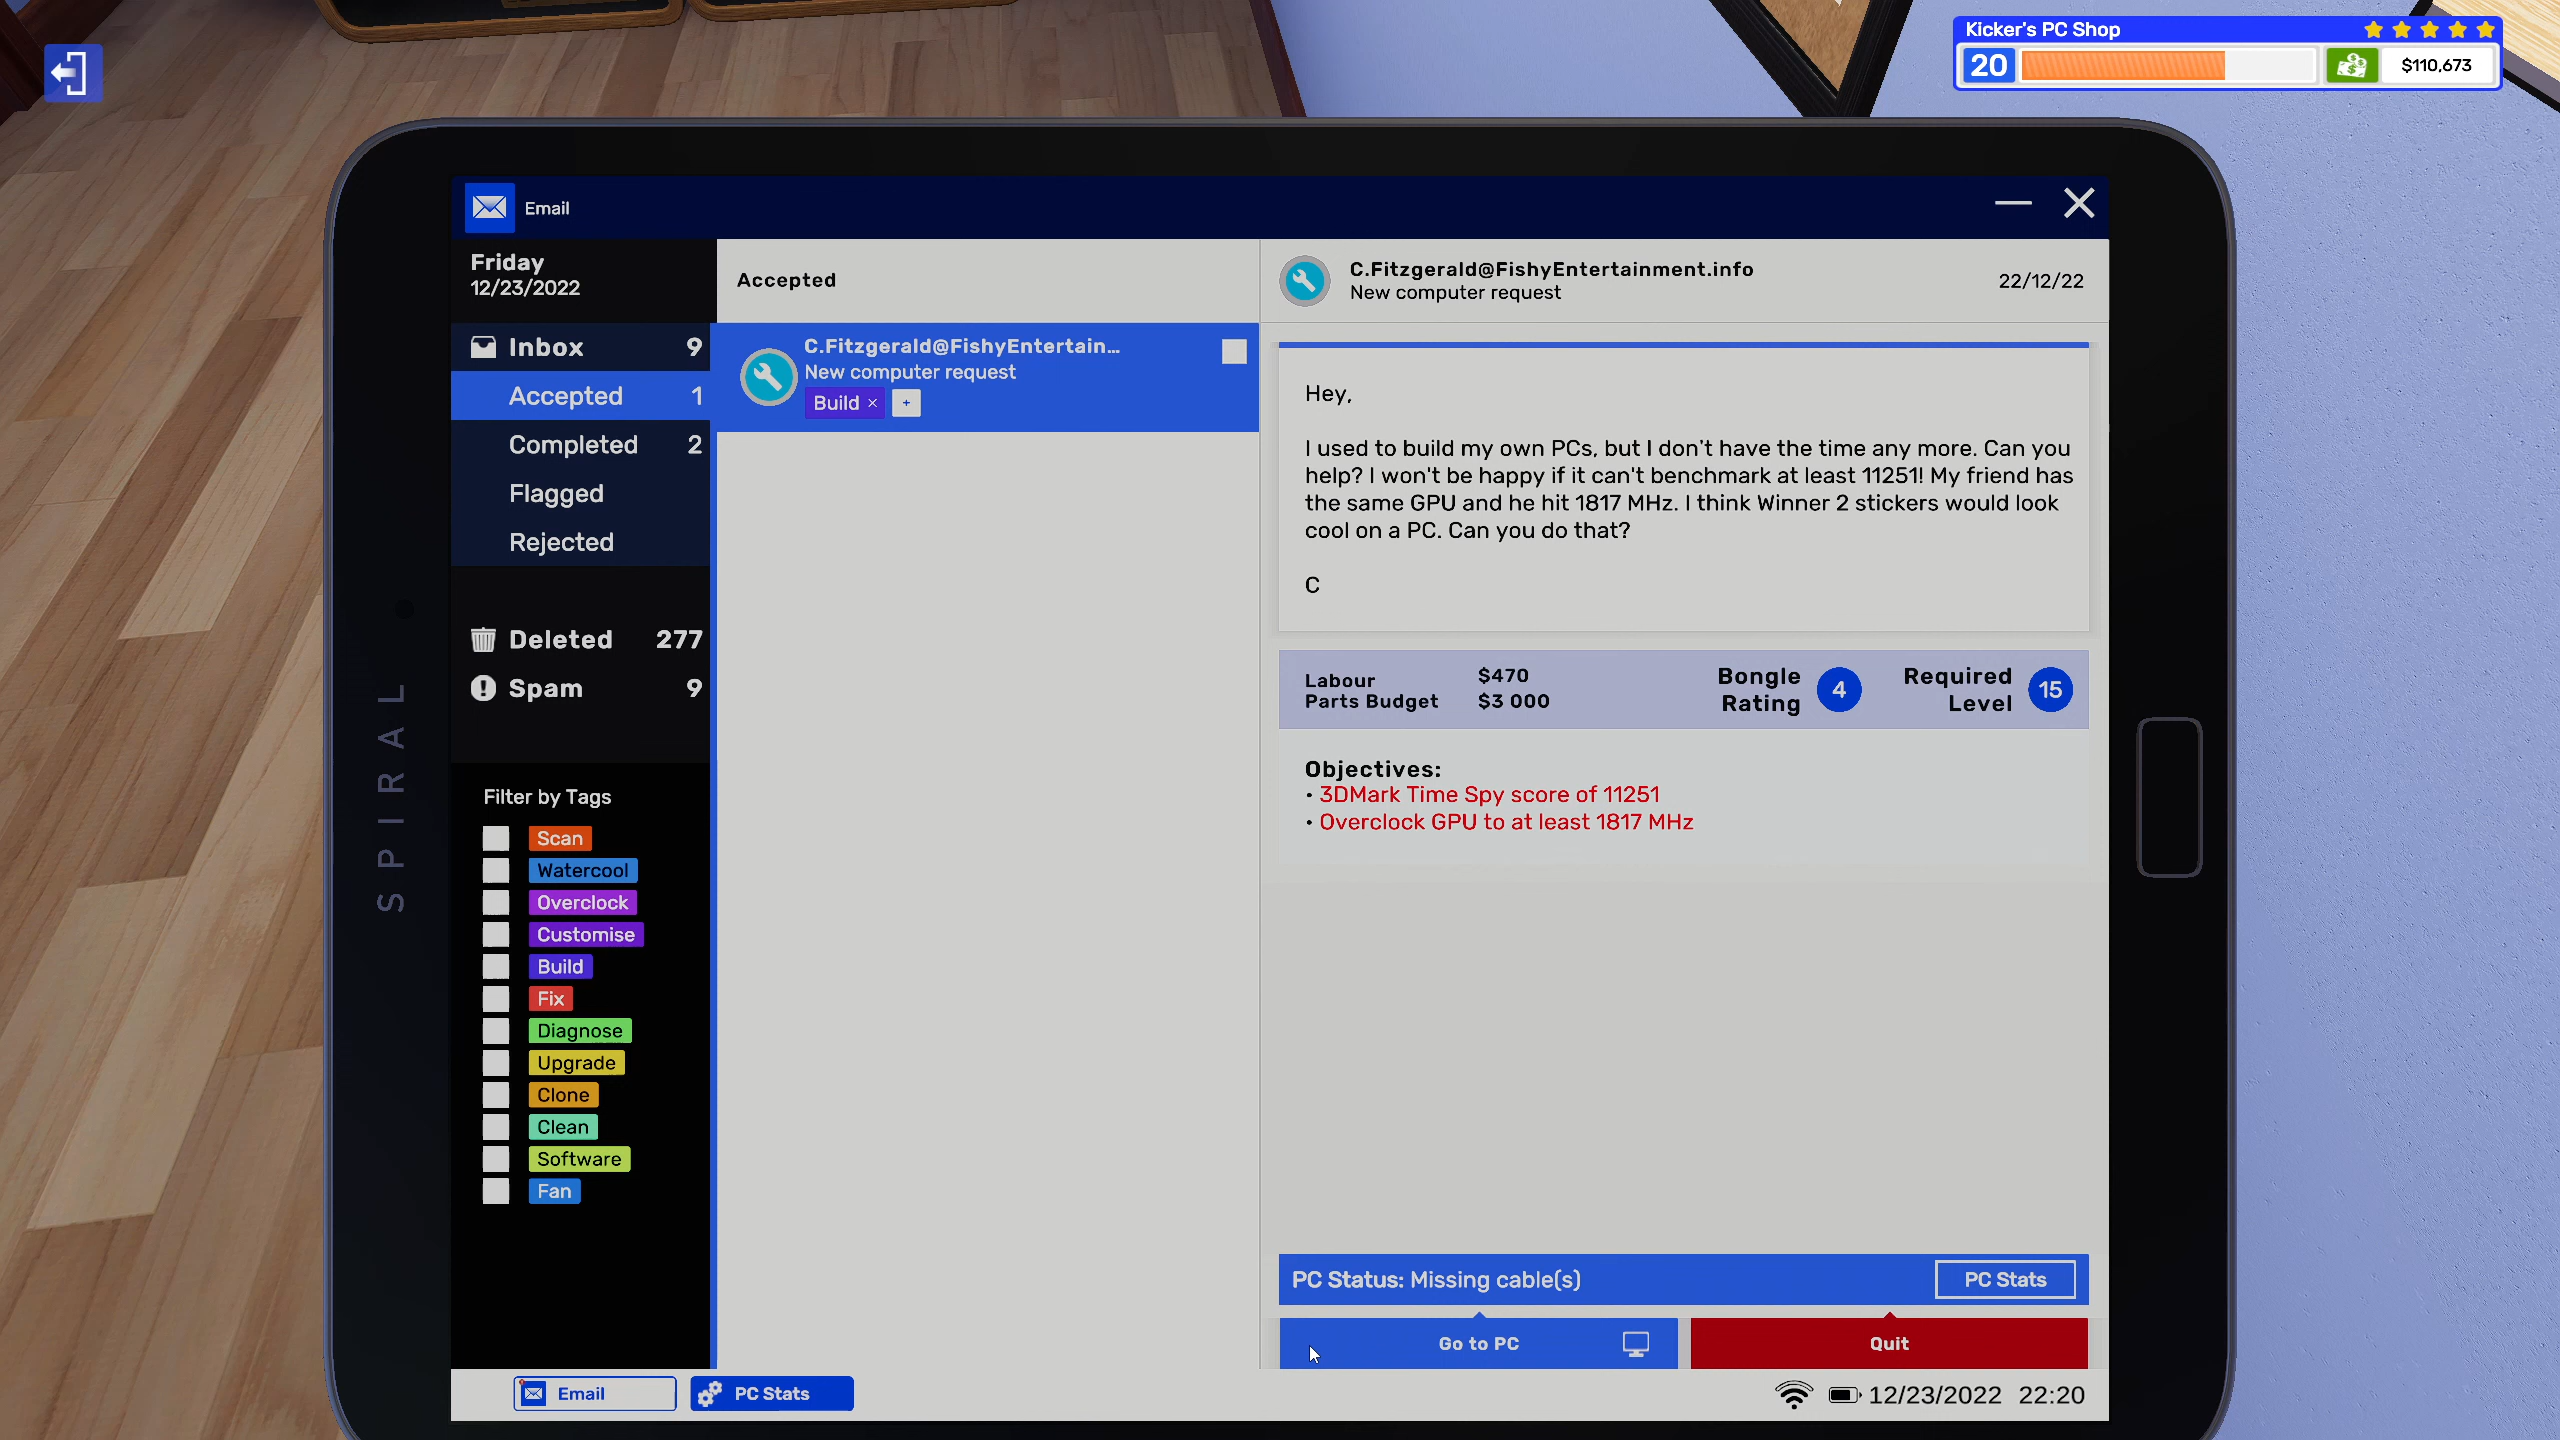 Kicker's PC Shop
20
$110,673
Email
Friday
12/23/2022
Inbox 9
Accepted 1
Completed 2
Flagged
Rejected
Deleted 277
Spam 9
Filter by Tags
Scan
Watercool
Overclock
Customise
Build
Fix
Diagnose
Upgrade
Clone
Clean
Software
Fan
Accepted
C.Fitzgerald@FishyEntertain...
New computer request
Build × +
C.Fitzgerald@FishyEntertainment.info
New computer request
22/12/22
Hey,
I used to build my own PCs, but I don't have the time any more. Can you
help? I won't be happy if it can't benchmark at least 11251! My friend has
the same GPU and he hit 1817 MHz. I think Winner 2 stickers would look
cool on a PC. Can you do that?
C
Labour $470
Parts Budget $3 000
Bongle
Rating
4
Required
Level
15
Objectives:
• 3DMark Time Spy score of 11251
• Overclock GPU to at least 1817 MHz
PC Status: Missing cable(s)
PC Stats
Go to PC
Quit
Email
PC Stats
12/23/2022 22:20
SPIRAL